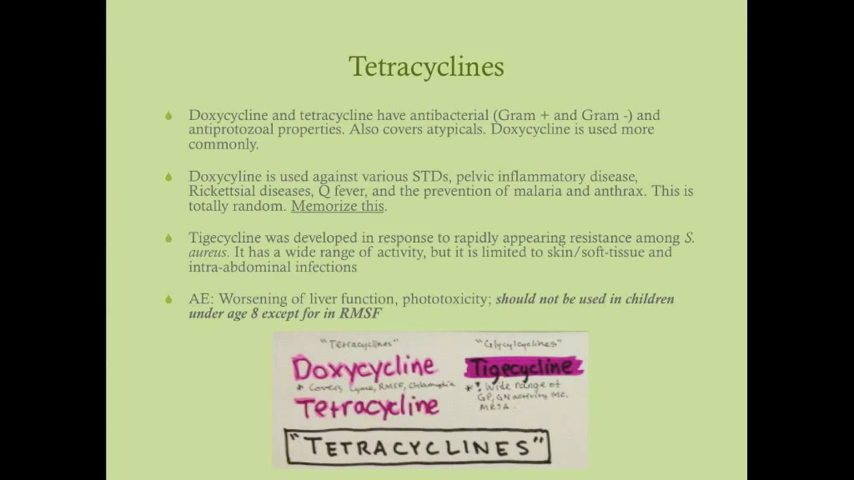 Tetracyclines
Doxycycline and tetracycline have antibacterial (Gram + and Gram -) and
antiprotozoal properties. Also covers atypicals. Doxycycline is used more
commonly.
Doxycyline is used against various STDs, pelvic inflammatory disease,
Rickettsial diseases, Q fever, and the prevention of malaria and anthrax. This is
totally random. Memorize this.
Tigecycline was developed in response to rapidly appearing resistance among S.
aureus. It has a wide range of activity, but it is limited to skin/soft-tissue and
intra-abdominal infections
AE: Worsening of liver function, phototoxicity; should not be used in children
under age 8 except for in RMSF
"Tetracyclines"
Doxycycline
* Covers Lyme, RMSF, Chlamydia
Tetracycline
"Glycylcyclines"
Tigecycline
* Wide range of
GP, GN activity inc.
MRSA
"TETRACYCLINES"